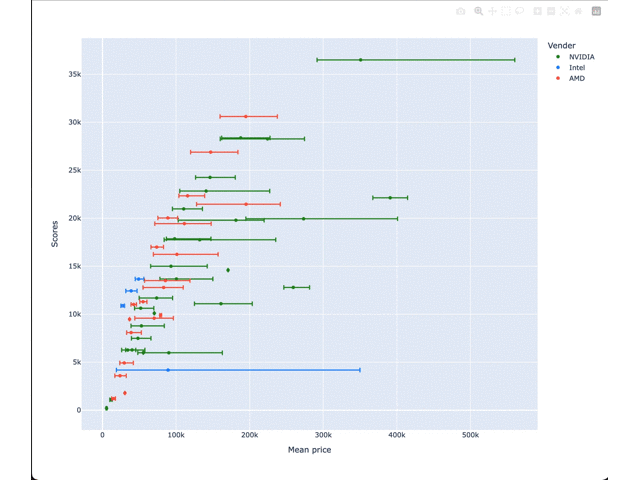 Vender
NVIDIA
Intel
AMD
35k
30k
25k
20k
15k
10k
5k
0
Scores
0
100k
200k
300k
400k
500k
Mean price